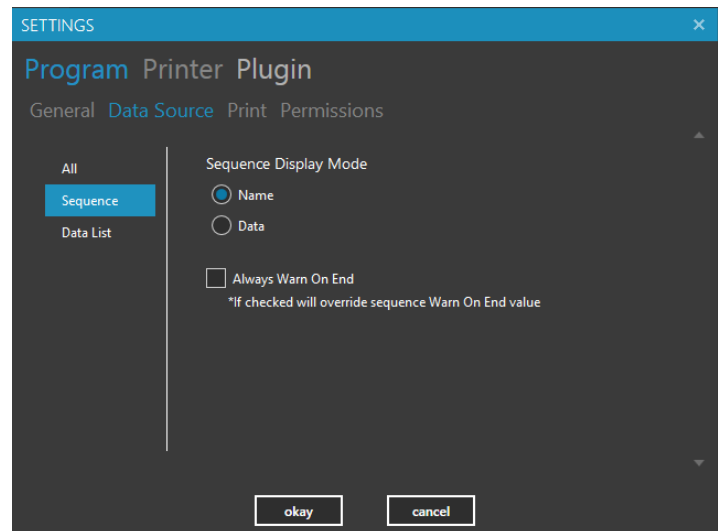 SETTINGS
Program Printer Plugin
General Data Source Print Permissions
All
Sequence
Data List
Sequence Display Mode
Name
Data
Always Warn On End
*If checked will override sequence Warn On End value
okay cancel